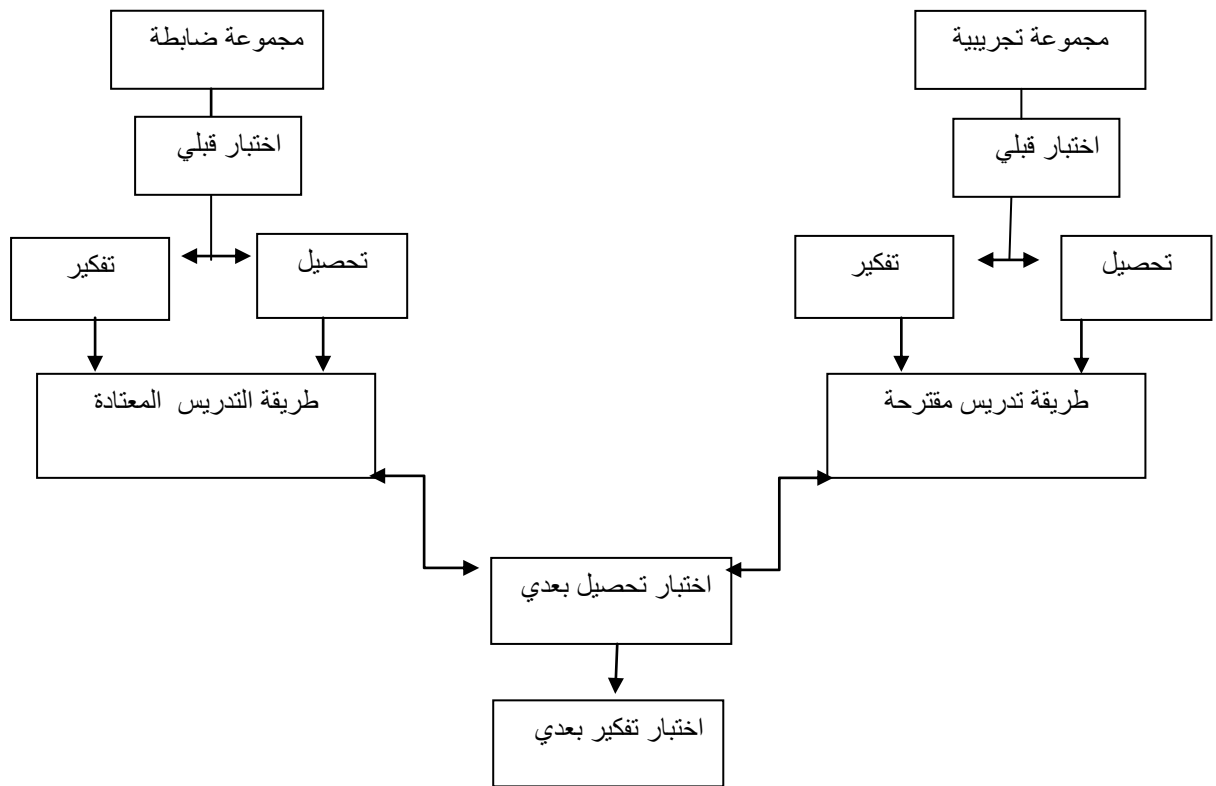 مجموعة تجريبية
مجموعة ضابطة
اختبار قبلي
اختبار قبلي
تحصيل
تفكير
تحصيل
تفكير
طريقة تدريس مقترحة
طريقة التدريس المعتادة
اختبار تحصيل بعدي
اختبار تفكير بعدي